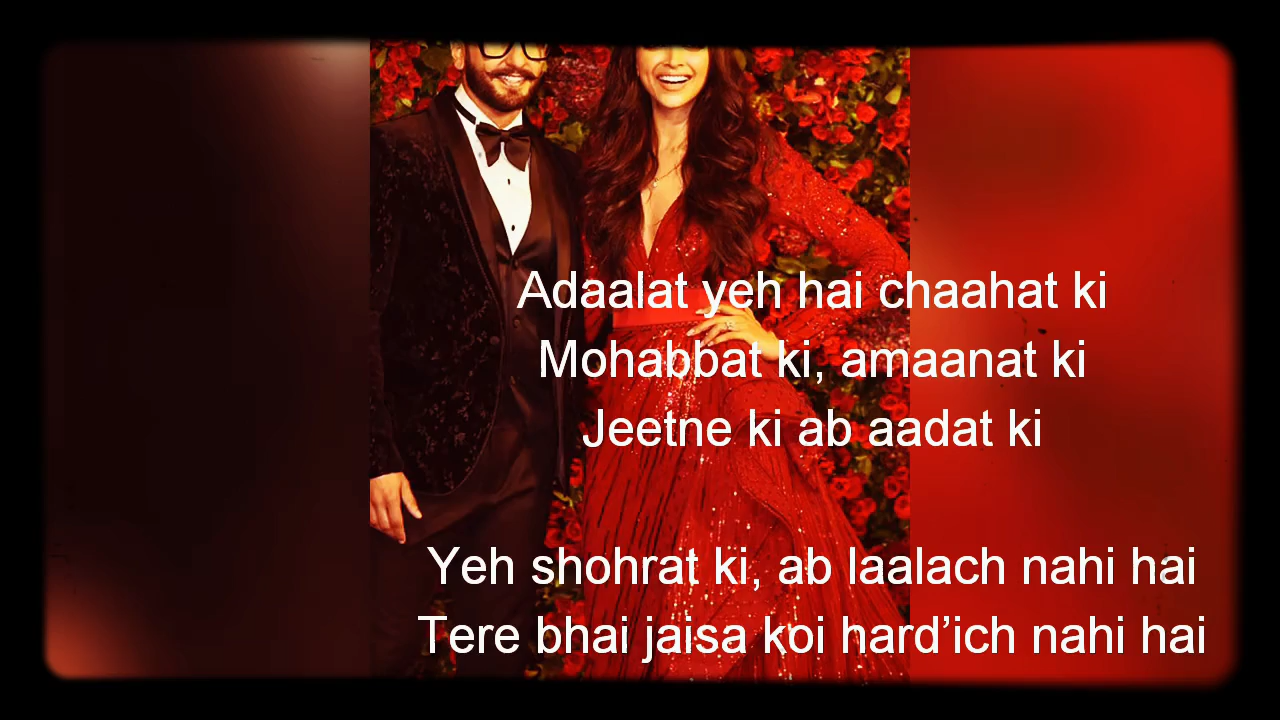 Adaalat yeh hai chaahat ki
Mohabbat ki, amaanat ki
Jeetne ki ab aadat ki
Yeh shohrat ki, ab laalach nahi hai
Tere bhai jaisa koi hard’ich nahi hai